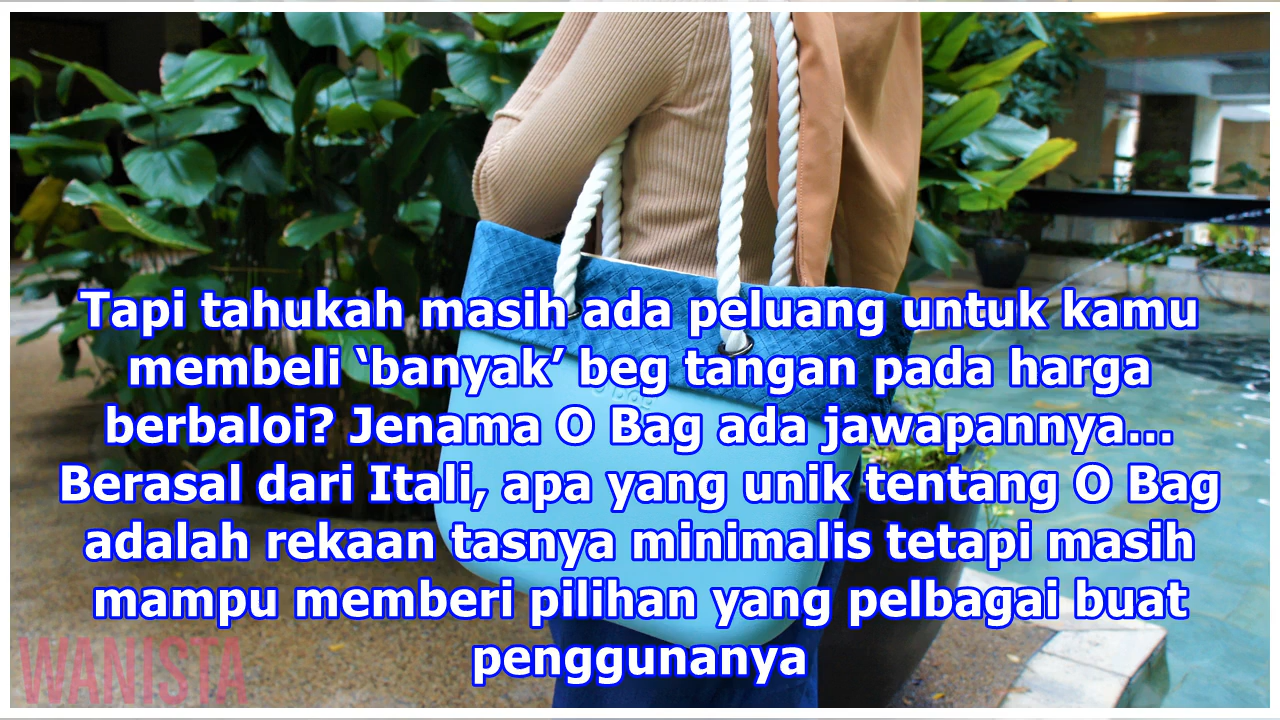 Tapi tahukah masih ada peluang untuk kamu
membeli ‘banyak’ beg tangan pada harga
berbaloi? Jenama O Bag ada jawapannya...
Berasal dari Itali, apa yang unik tentang O Bag
adalah rekaan tasnya minimalis tetapi masih
mampu memberi pilihan yang pelbagai buat
penggunanya
WANISTA